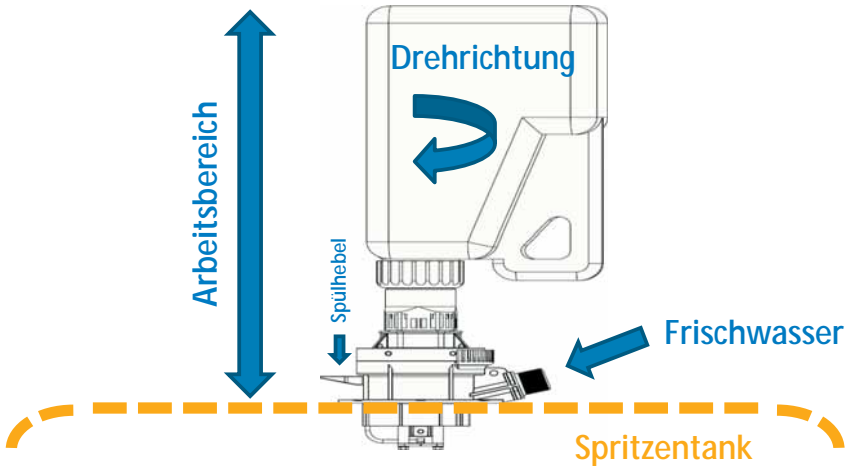 Drehrichtung
Arbeitsbereich
Spülhebel
Frischwasser
Spritzentank